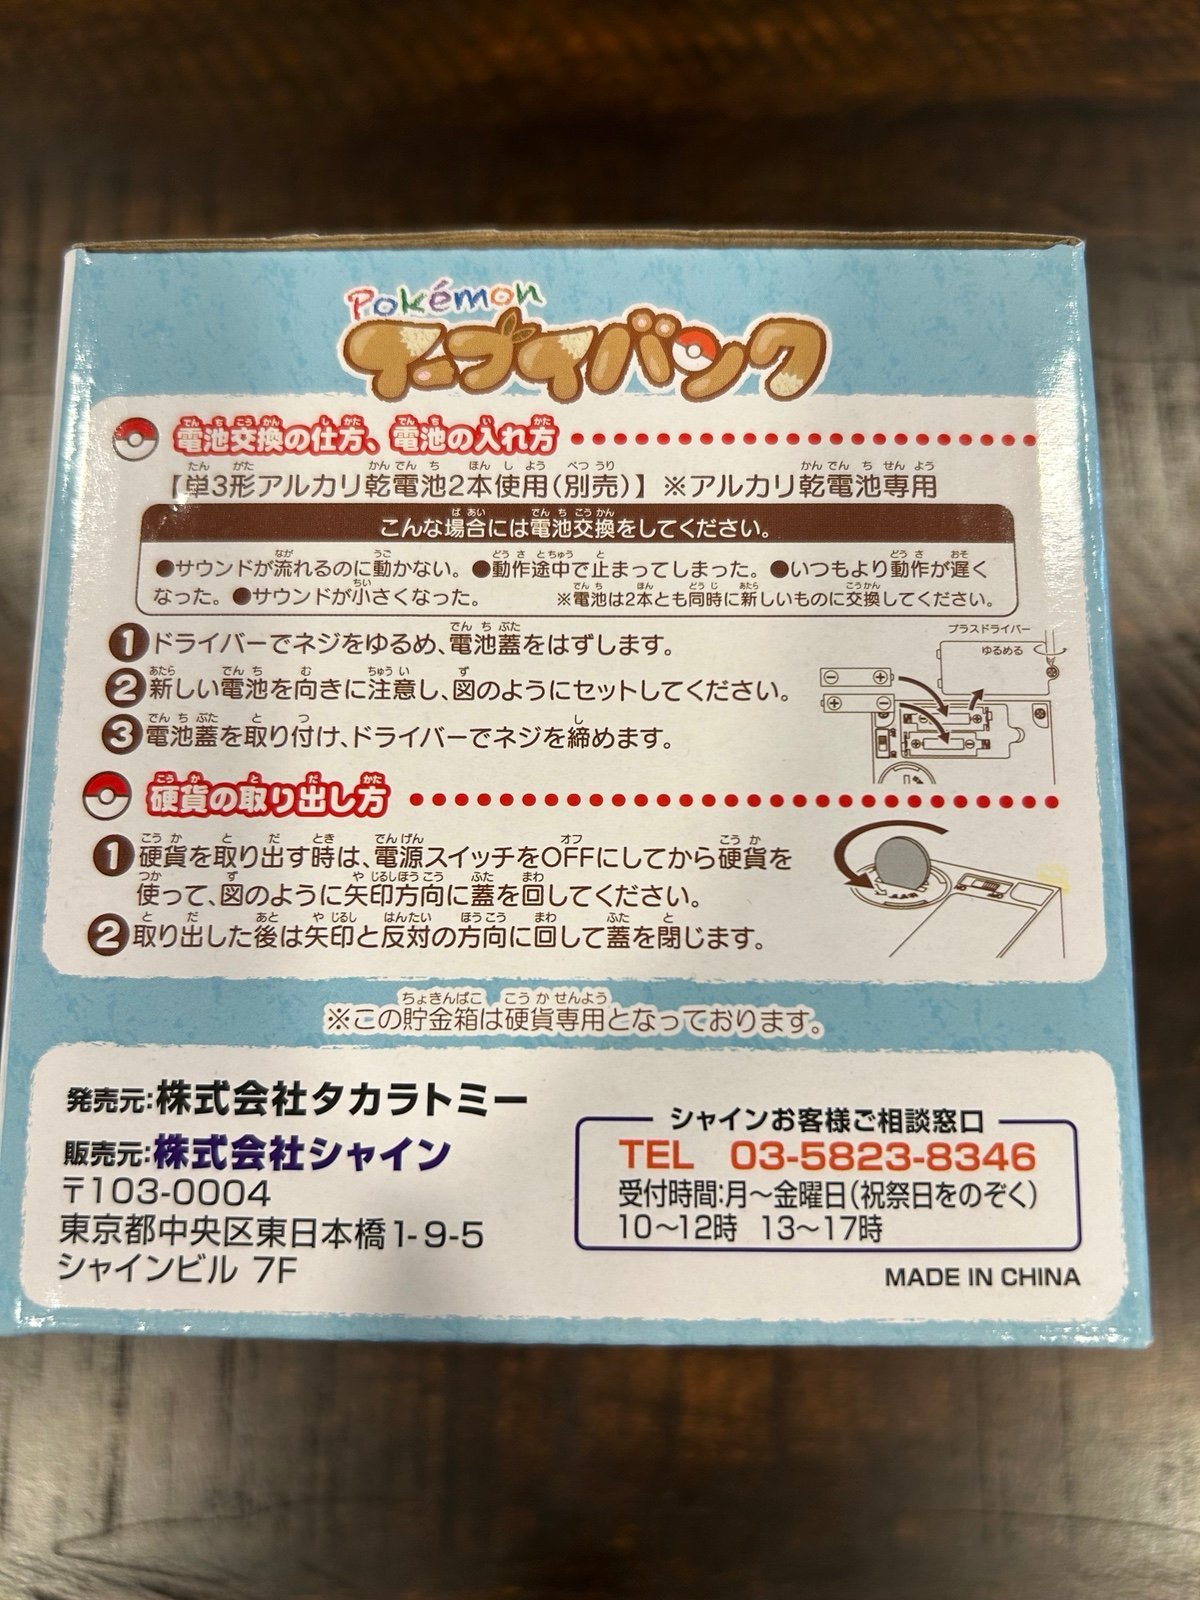 Pokémon
イーブイバンク
電池交換の仕方、電池の入れ方
【単3形アルカリ乾電池2本使用(別売)】※アルカリ乾電池専用
こんな場合には電池交換をしてください。
●サウンドが流れるのに動かない。●動作途中で止まってしまった。●いつもより動作が遅く
なった。●サウンドが小さくなった。 ※電池は2本とも同時に新しいものに交換してください。
1 ドライバーでネジをゆるめ、電池蓋をはずします。
2 新しい電池を向きに注意し、図のようにセットしてください。
3 電池蓋を取り付け、ドライバーでネジを締めます。
プラスドライバー
ゆるめる
硬貨の取り出し方
1 硬貨を取り出す時は、電源スイッチをOFFにしてから硬貨を
使って、図のように矢印方向に蓋を回してください。
2 取り出した後は矢印と反対の方向に回して蓋を閉じます。
※この貯金箱は硬貨専用となっております。
発売元:株式会社タカラトミー
販売元:株式会社シャイン
〒103-0004
東京都中央区東日本橋1-9-5
シャインビル 7F
シャインお客様ご相談窓口
TEL 03-5823-8346
受付時間:月～金曜日(祝祭日をのぞく)
10～12時 13～17時
MADE IN CHINA